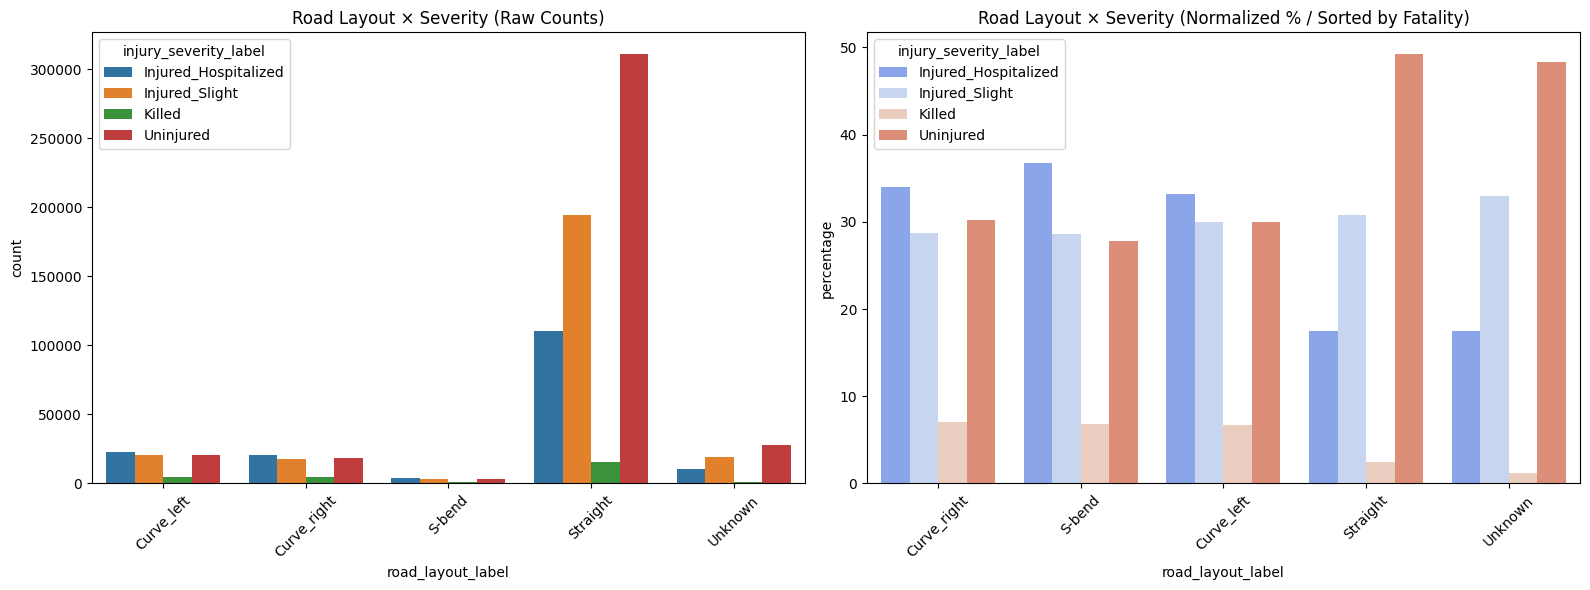 Road Layout × Severity (Raw Counts)
injury_severity_label
Injured_Hospitalized
Injured_Slight
Killed
Uninjured
count
300000
250000
200000
150000
100000
50000
0
Curve_left
Curve_right
S-bend
Straight
Unknown
road_layout_label
Road Layout × Severity (Normalized % / Sorted by Fatality)
injury_severity_label
Injured_Hospitalized
Injured_Slight
Killed
Uninjured
percentage
50
40
30
20
10
0
Curve_right
S-bend
Curve_left
Straight
Unknown
road_layout_label